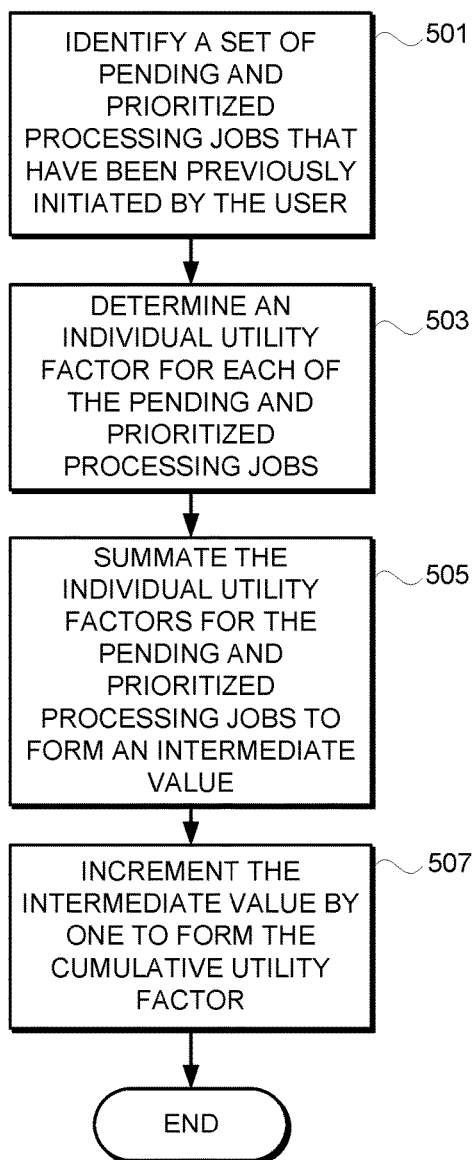 IDENTIFY A SET OF
PENDING AND
PRIORITIZED
PROCESSING JOBS THAT
HAVE BEEN PREVIOUSLY
INITIATED BY THE USER
501
DETERMINE AN
INDIVIDUAL UTILITY
FACTOR FOR EACH OF
THE PENDING AND
PRIORITIZED
PROCESSING JOBS
503
SUMMATE THE
INDIVIDUAL UTILITY
FACTORS FOR THE
PENDING AND
PRIORITIZED
PROCESSING JOBS TO
FORM AN INTERMEDIATE
VALUE
505
INCREMENT THE
INTERMEDIATE VALUE BY
ONE TO FORM THE
CUMULATIVE UTILITY
FACTOR
507
END